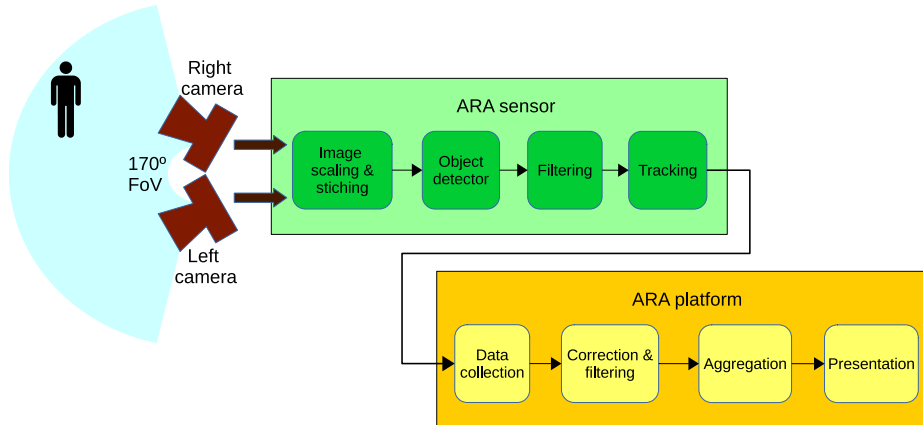 Right
camera
170º
FoV
Left
camera
ARA sensor
Image
scaling &
stiching
Object
detector
Filtering
Tracking
ARA platform
Data
collection
Correction &
filtering
Aggregation
Presentation